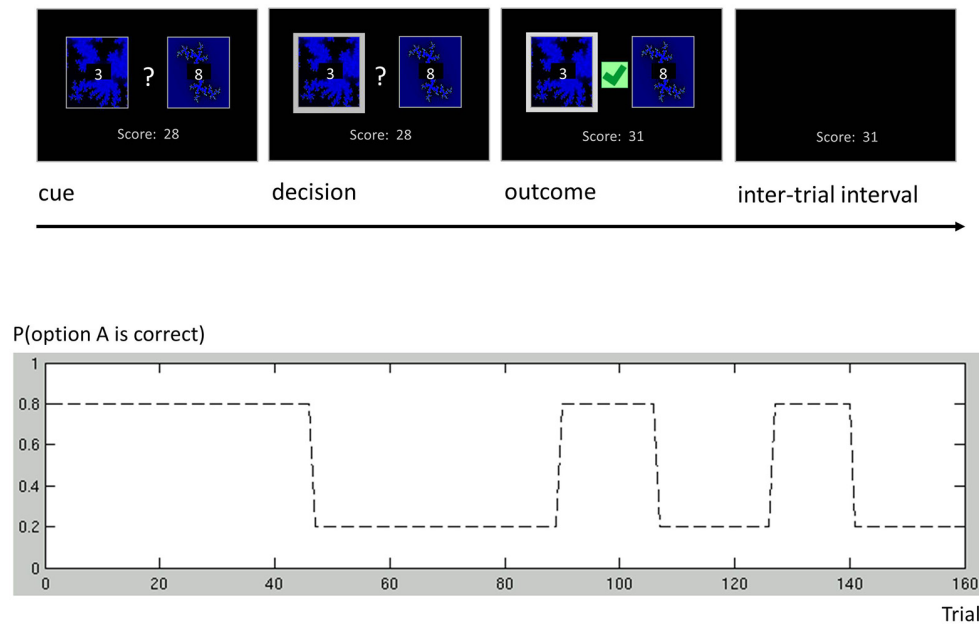 3 ? 8
Score: 28
3 ? 8
Score: 28
3 8
Score: 31
Score: 31
cue
decision
outcome
inter-trial interval
P(option A is correct)
1
0.8
0.6
0.4
0.2
0
0 20 40 60 80 100 120 140 160
Trial